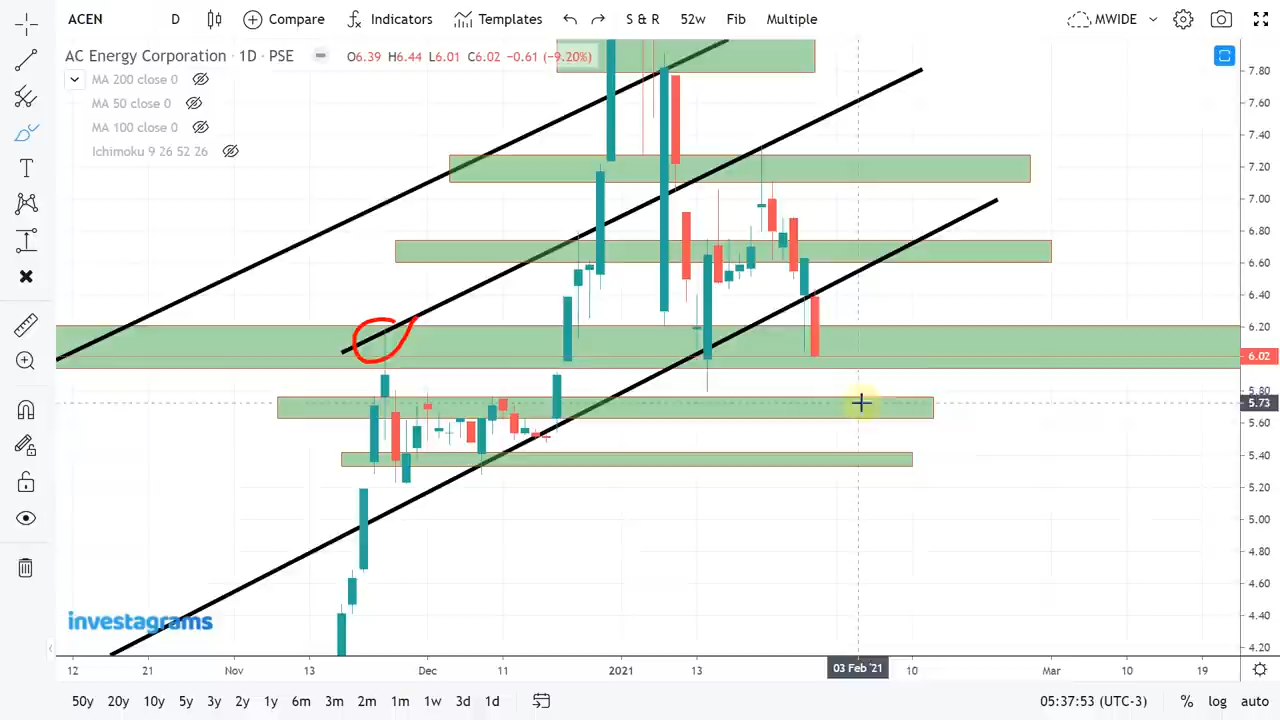 ACEN D Compare Indicators Templates S & R 52w Fib Multiple MWIDE
AC Energy Corporation · 1D · PSE O6.39 H6.44 L6.01 C6.02 −0.61 (−9.20%)
MA 200 close 0
MA 50 close 0
MA 100 close 0
Ichimoku 9 26 52 26
7.80
7.60
7.40
7.20
7.00
6.80
6.60
6.40
6.20
6.02
5.80
5.73
5.60
5.40
5.20
5.00
4.80
4.60
4.40
4.20
investagrams
12 21 Nov 13 Dec 11 2021 13 03 Feb '21 10 Mar 10 19
50y 20y 10y 5y 3y 2y 1y 6m 3m 2m 1m 1w 3d 1d 05:37:53 (UTC-3) % log auto